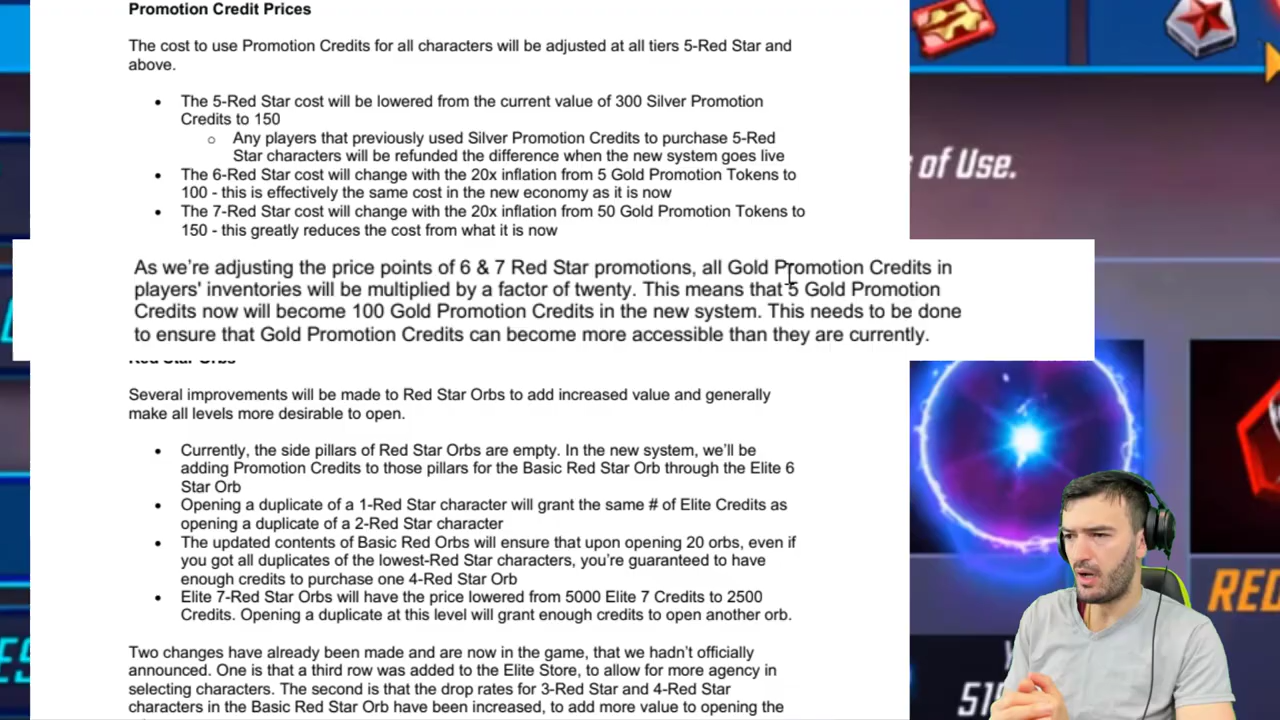 Promotion Credit Prices
The cost to use Promotion Credits for all characters will be adjusted at all tiers 5-Red Star and
above.
• The 5-Red Star cost will be lowered from the current value of 300 Silver Promotion
Credits to 150
o Any players that previously used Silver Promotion Credits to purchase 5-Red
Star characters will be refunded the difference when the new system goes live
• The 6-Red Star cost will change with the 20x inflation from 5 Gold Promotion Tokens to
100 - this is effectively the same cost in the new economy as it is now
• The 7-Red Star cost will change with the 20x inflation from 50 Gold Promotion Tokens to
150 - this greatly reduces the cost from what it is now
As we’re adjusting the price points of 6 & 7 Red Star promotions, all Gold Promotion Credits in
players' inventories will be multiplied by a factor of twenty. This means that 5 Gold Promotion
Credits now will become 100 Gold Promotion Credits in the new system. This needs to be done
to ensure that Gold Promotion Credits can become more accessible than they are currently.
Red Star Orbs
Several improvements will be made to Red Star Orbs to add increased value and generally
make all levels more desirable to open.
• Currently, the side pillars of Red Star Orbs are empty. In the new system, we’ll be
adding Promotion Credits to those pillars for the Basic Red Star Orb through the Elite 6
Star Orb
• Opening a duplicate of a 1-Red Star character will grant the same # of Elite Credits as
opening a duplicate of a 2-Red Star character
• The updated contents of Basic Red Orbs will ensure that upon opening 20 orbs, even if
you got all duplicates of the lowest-Red Star characters, you’re guaranteed to have
enough credits to purchase one 4-Red Star Orb
• Elite 7-Red Star Orbs will have the price lowered from 5000 Elite 7 Credits to 2500
Credits. Opening a duplicate at this level will grant enough credits to open another orb.
Two changes have already been made and are now in the game, that we hadn’t officially
announced. One is that a third row was added to the Elite Store, to allow for more agency in
selecting characters. The second is that the drop rates for 3-Red Star and 4-Red Star
characters in the Basic Red Star Orb have been increased, to add more value to opening the
of Use.
RED